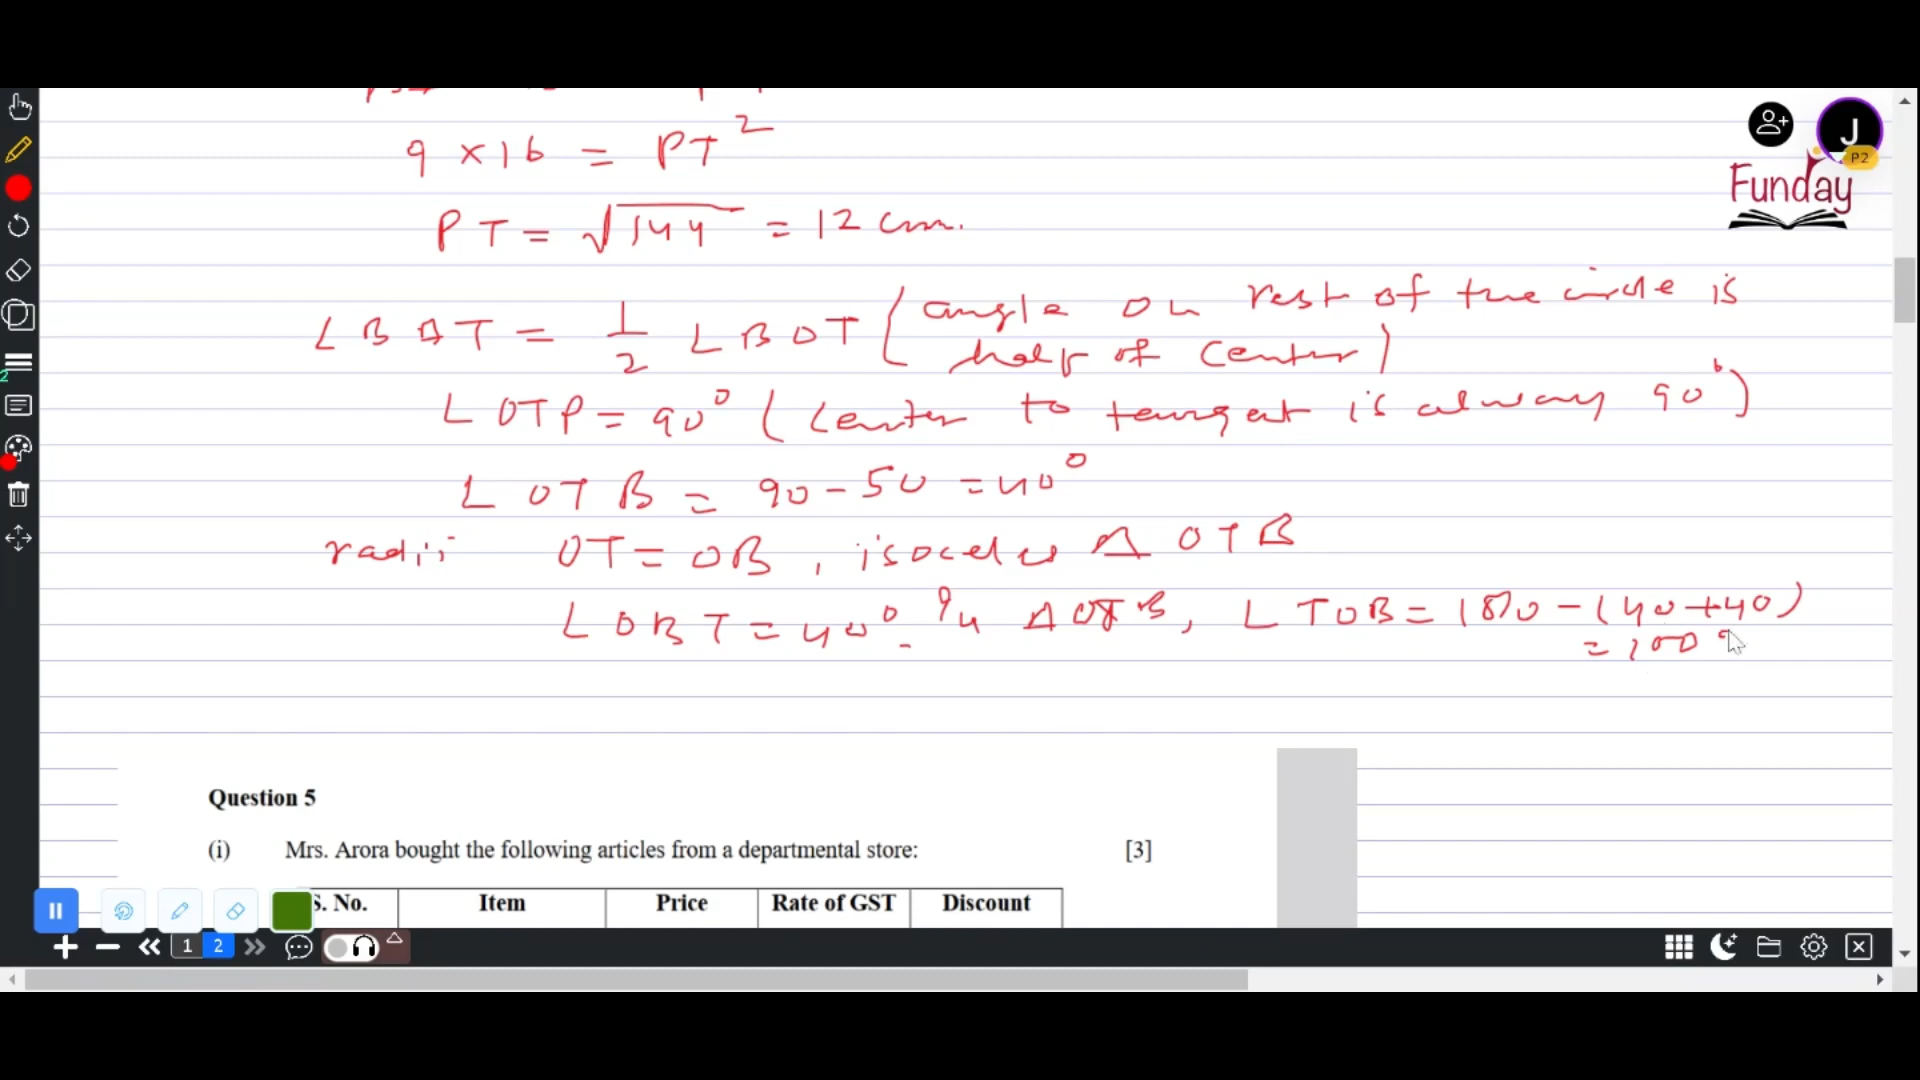 9 × 16 = PT²
J
P2
Funday
PT = √144 = 12 cm.
∠BAT = 1/2 ∠BOT (angle on rest of the circle is
half of center)
∠OTP = 90° (center to tangent is always 90°)
∠OTB = 90 - 50 = 40°
radii OT = OB, isoceles Δ OTB
∠OBT = 40°. In Δ OTB, ∠TOB = 180 - (40+40)
= 100°
Question 5
(i) Mrs. Arora bought the following articles from a departmental store: [3]
S. No. Item Price Rate of GST Discount
1 2